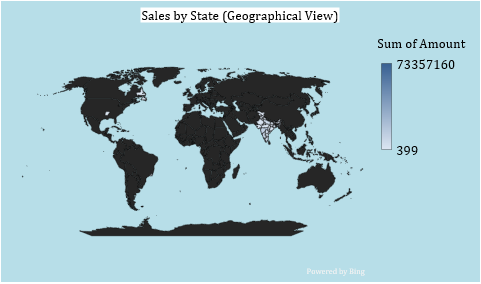 Sales by State (Geographical View)
Sum of Amount
73357160
399
Powered by Bing